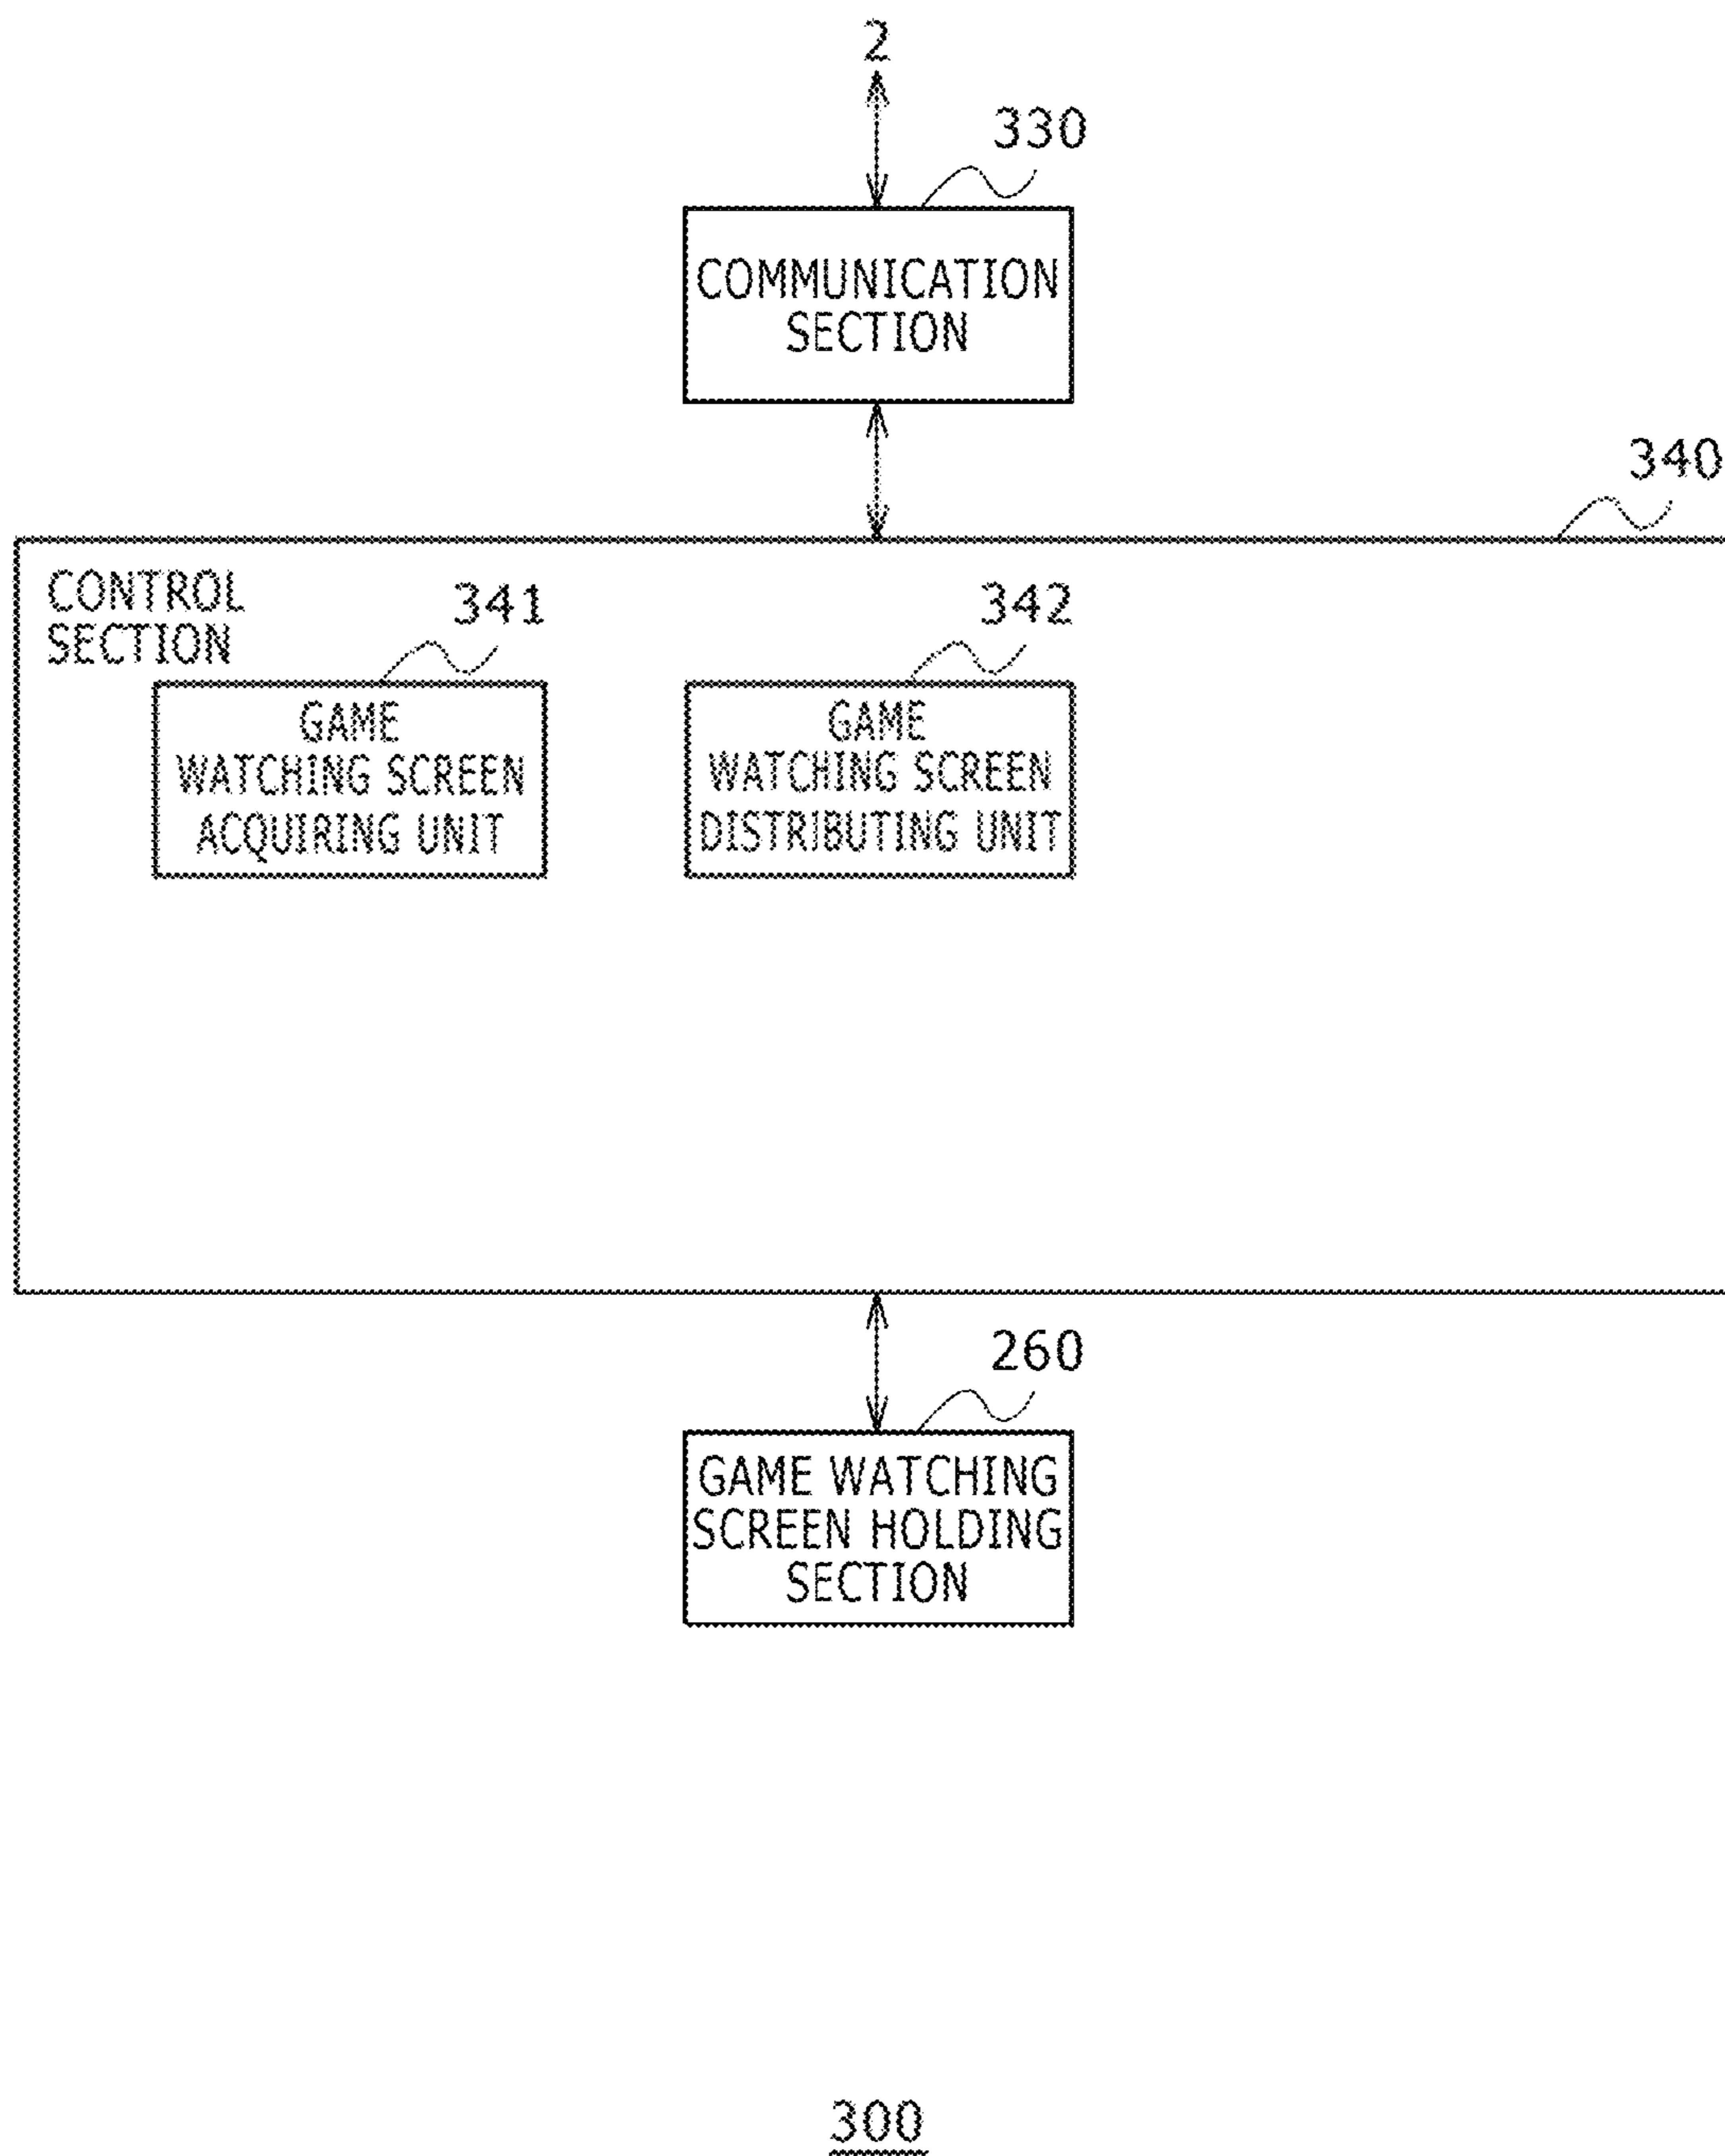 2
330
COMMUNICATION
SECTION
340
CONTROL
SECTION
341
342
GAME
WATCHING SCREEN
ACQUIRING UNIT
GAME
WATCHING SCREEN
DISTRIBUTING UNIT
260
GAME WATCHING
SCREEN HOLDING
SECTION
300